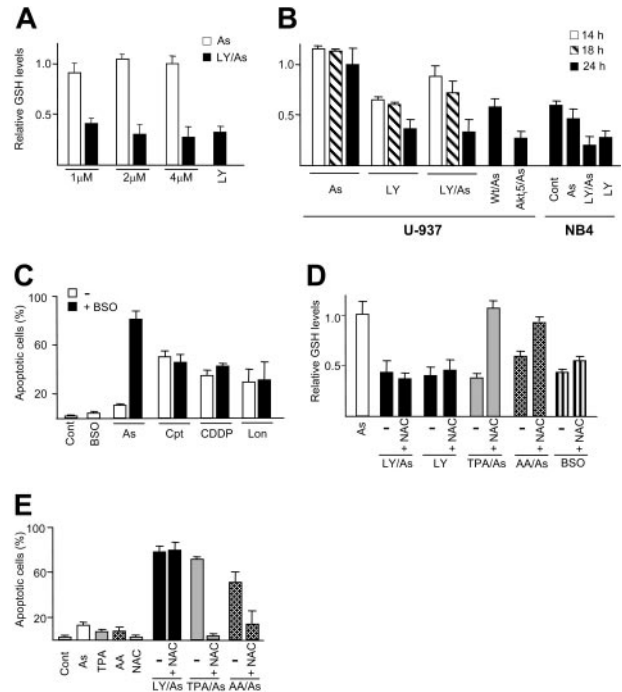 A
As
LY/As
Relative GSH levels
1.0
0.5
1μM
2μM
4μM
LY
B
14 h
18 h
24 h
1.0
0.5
As
LY
LY/As
Wt/As
Akt5/As
Cont
As
LY/As
LY
U-937
NB4
C
-
+ BSO
Apoptotic cells (%)
100
60
20
Cont
BSO
As
Cpt
CDDP
Lon
D
Relative GSH levels
1.0
0.5
As
-
+ NAC
-
+ NAC
-
+ NAC
-
+ NAC
-
+ NAC
LY/As
LY
TPA/As
AA/As
BSO
E
Apoptotic cells (%)
100
60
20
Cont
As
TPA
AA
NAC
-
+ NAC
-
+ NAC
-
+ NAC
LY/As
TPA/As
AA/As